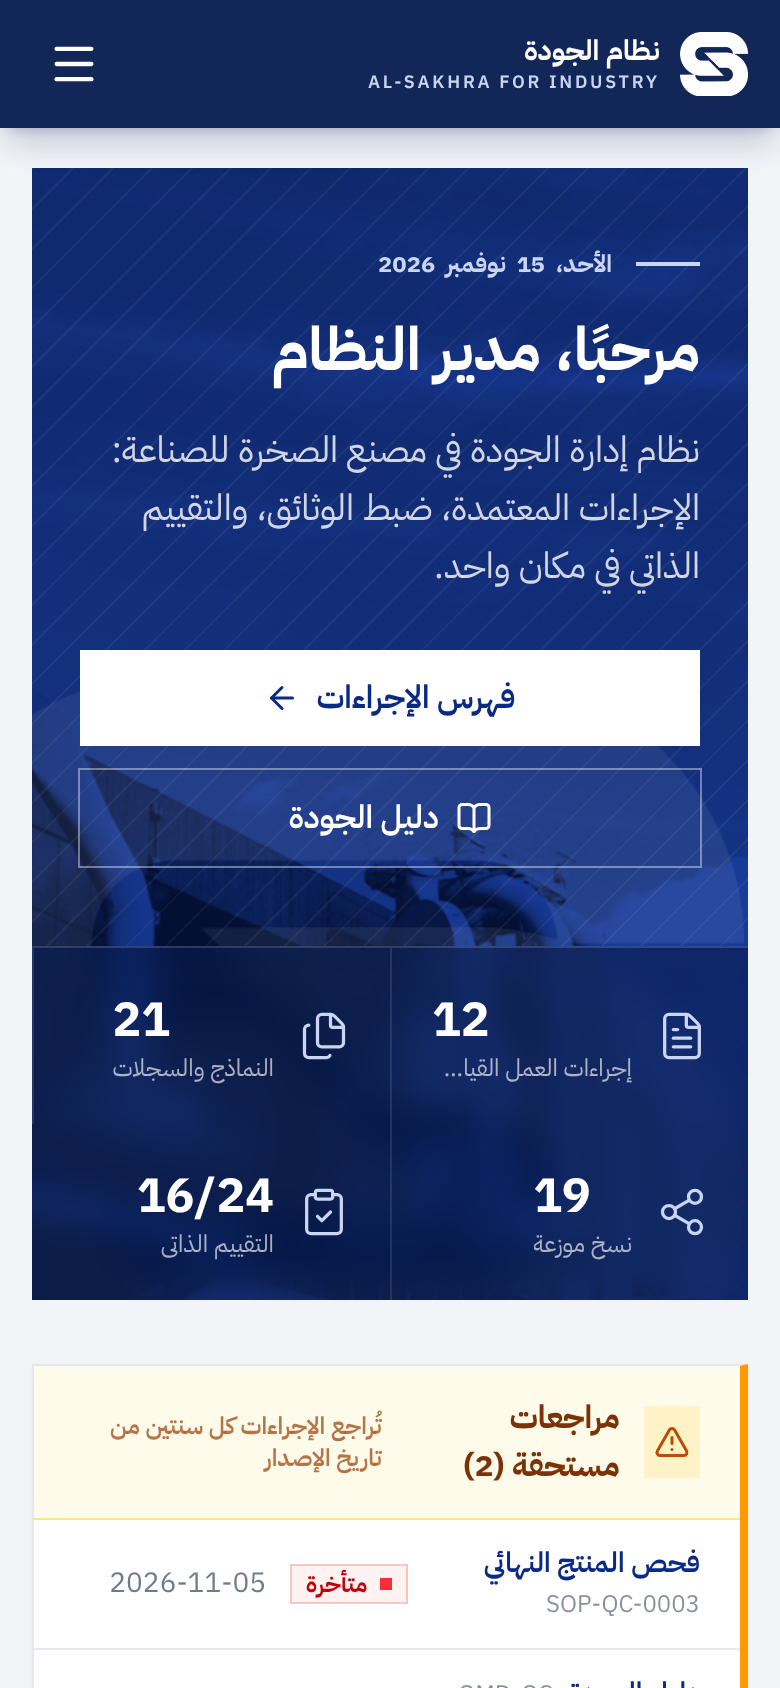 نظام الجودة
AL-SAKHRA FOR INDUSTRY
الأحد، 15 نوفمبر 2026
مرحبًا، مدير النظام
نظام إدارة الجودة في مصنع الصخرة للصناعة:
الإجراءات المعتمدة، ضبط الوثائق، والتقييم
الذاتي في مكان واحد.
فهرس الإجراءات
دليل الجودة
12
إجراءات العمل القيا...
21
النماذج والسجلات
19
نسخ موزعة
16/24
التقييم الذاتي
مراجعات
مستحقة (2)
تُراجع الإجراءات كل سنتين من
تاريخ الإصدار
فحص المنتج النهائي
SOP-QC-0003
متأخرة
2026-11-05